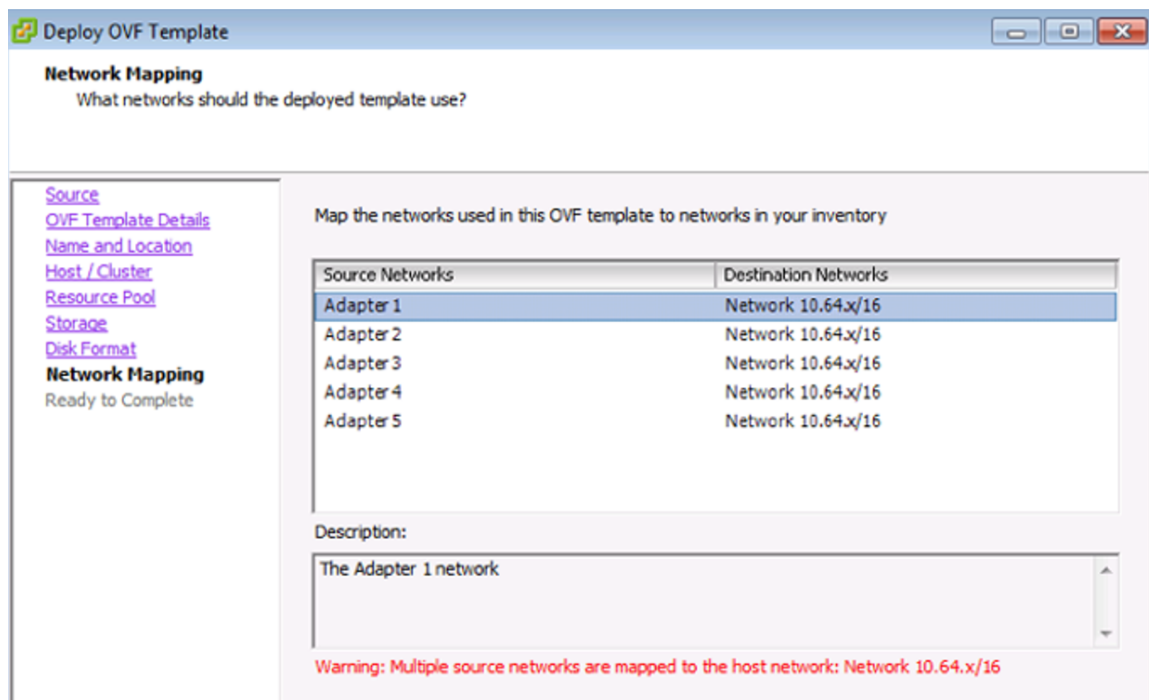 Deploy OVF Template
Network Mapping
What networks should the deployed template use?
Source
OVF Template Details
Name and Location
Host / Cluster
Resource Pool
Storage
Disk Format
Network Mapping
Ready to Complete
Map the networks used in this OVF template to networks in your inventory
Source Networks Destination Networks
Adapter 1 Network 10.64.x/16
Adapter 2 Network 10.64.x/16
Adapter 3 Network 10.64.x/16
Adapter 4 Network 10.64.x/16
Adapter 5 Network 10.64.x/16
Description:
The Adapter 1 network
Warning: Multiple source networks are mapped to the host network: Network 10.64.x/16